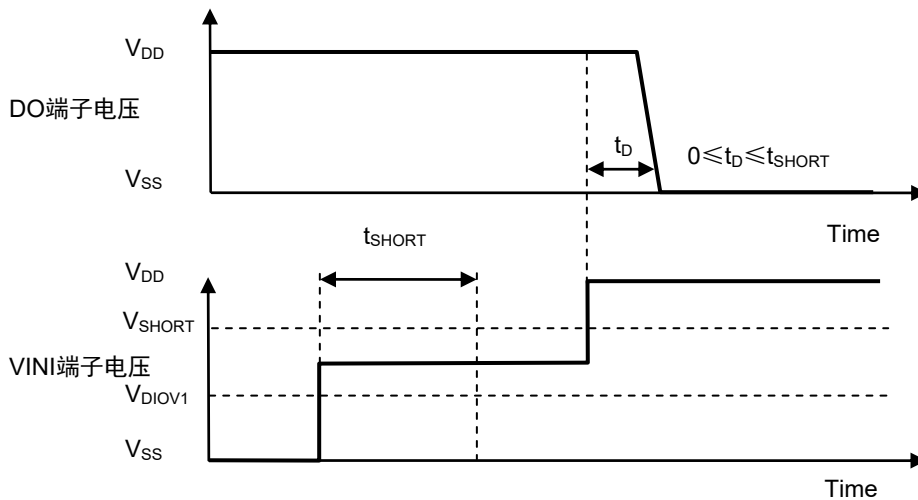 VDD
DO端子电压
tD
0≤tD≤tSHORT
VSS
Time
tSHORT
VDD
VSHORT
VINI端子电压
VDIOV1
VSS
Time